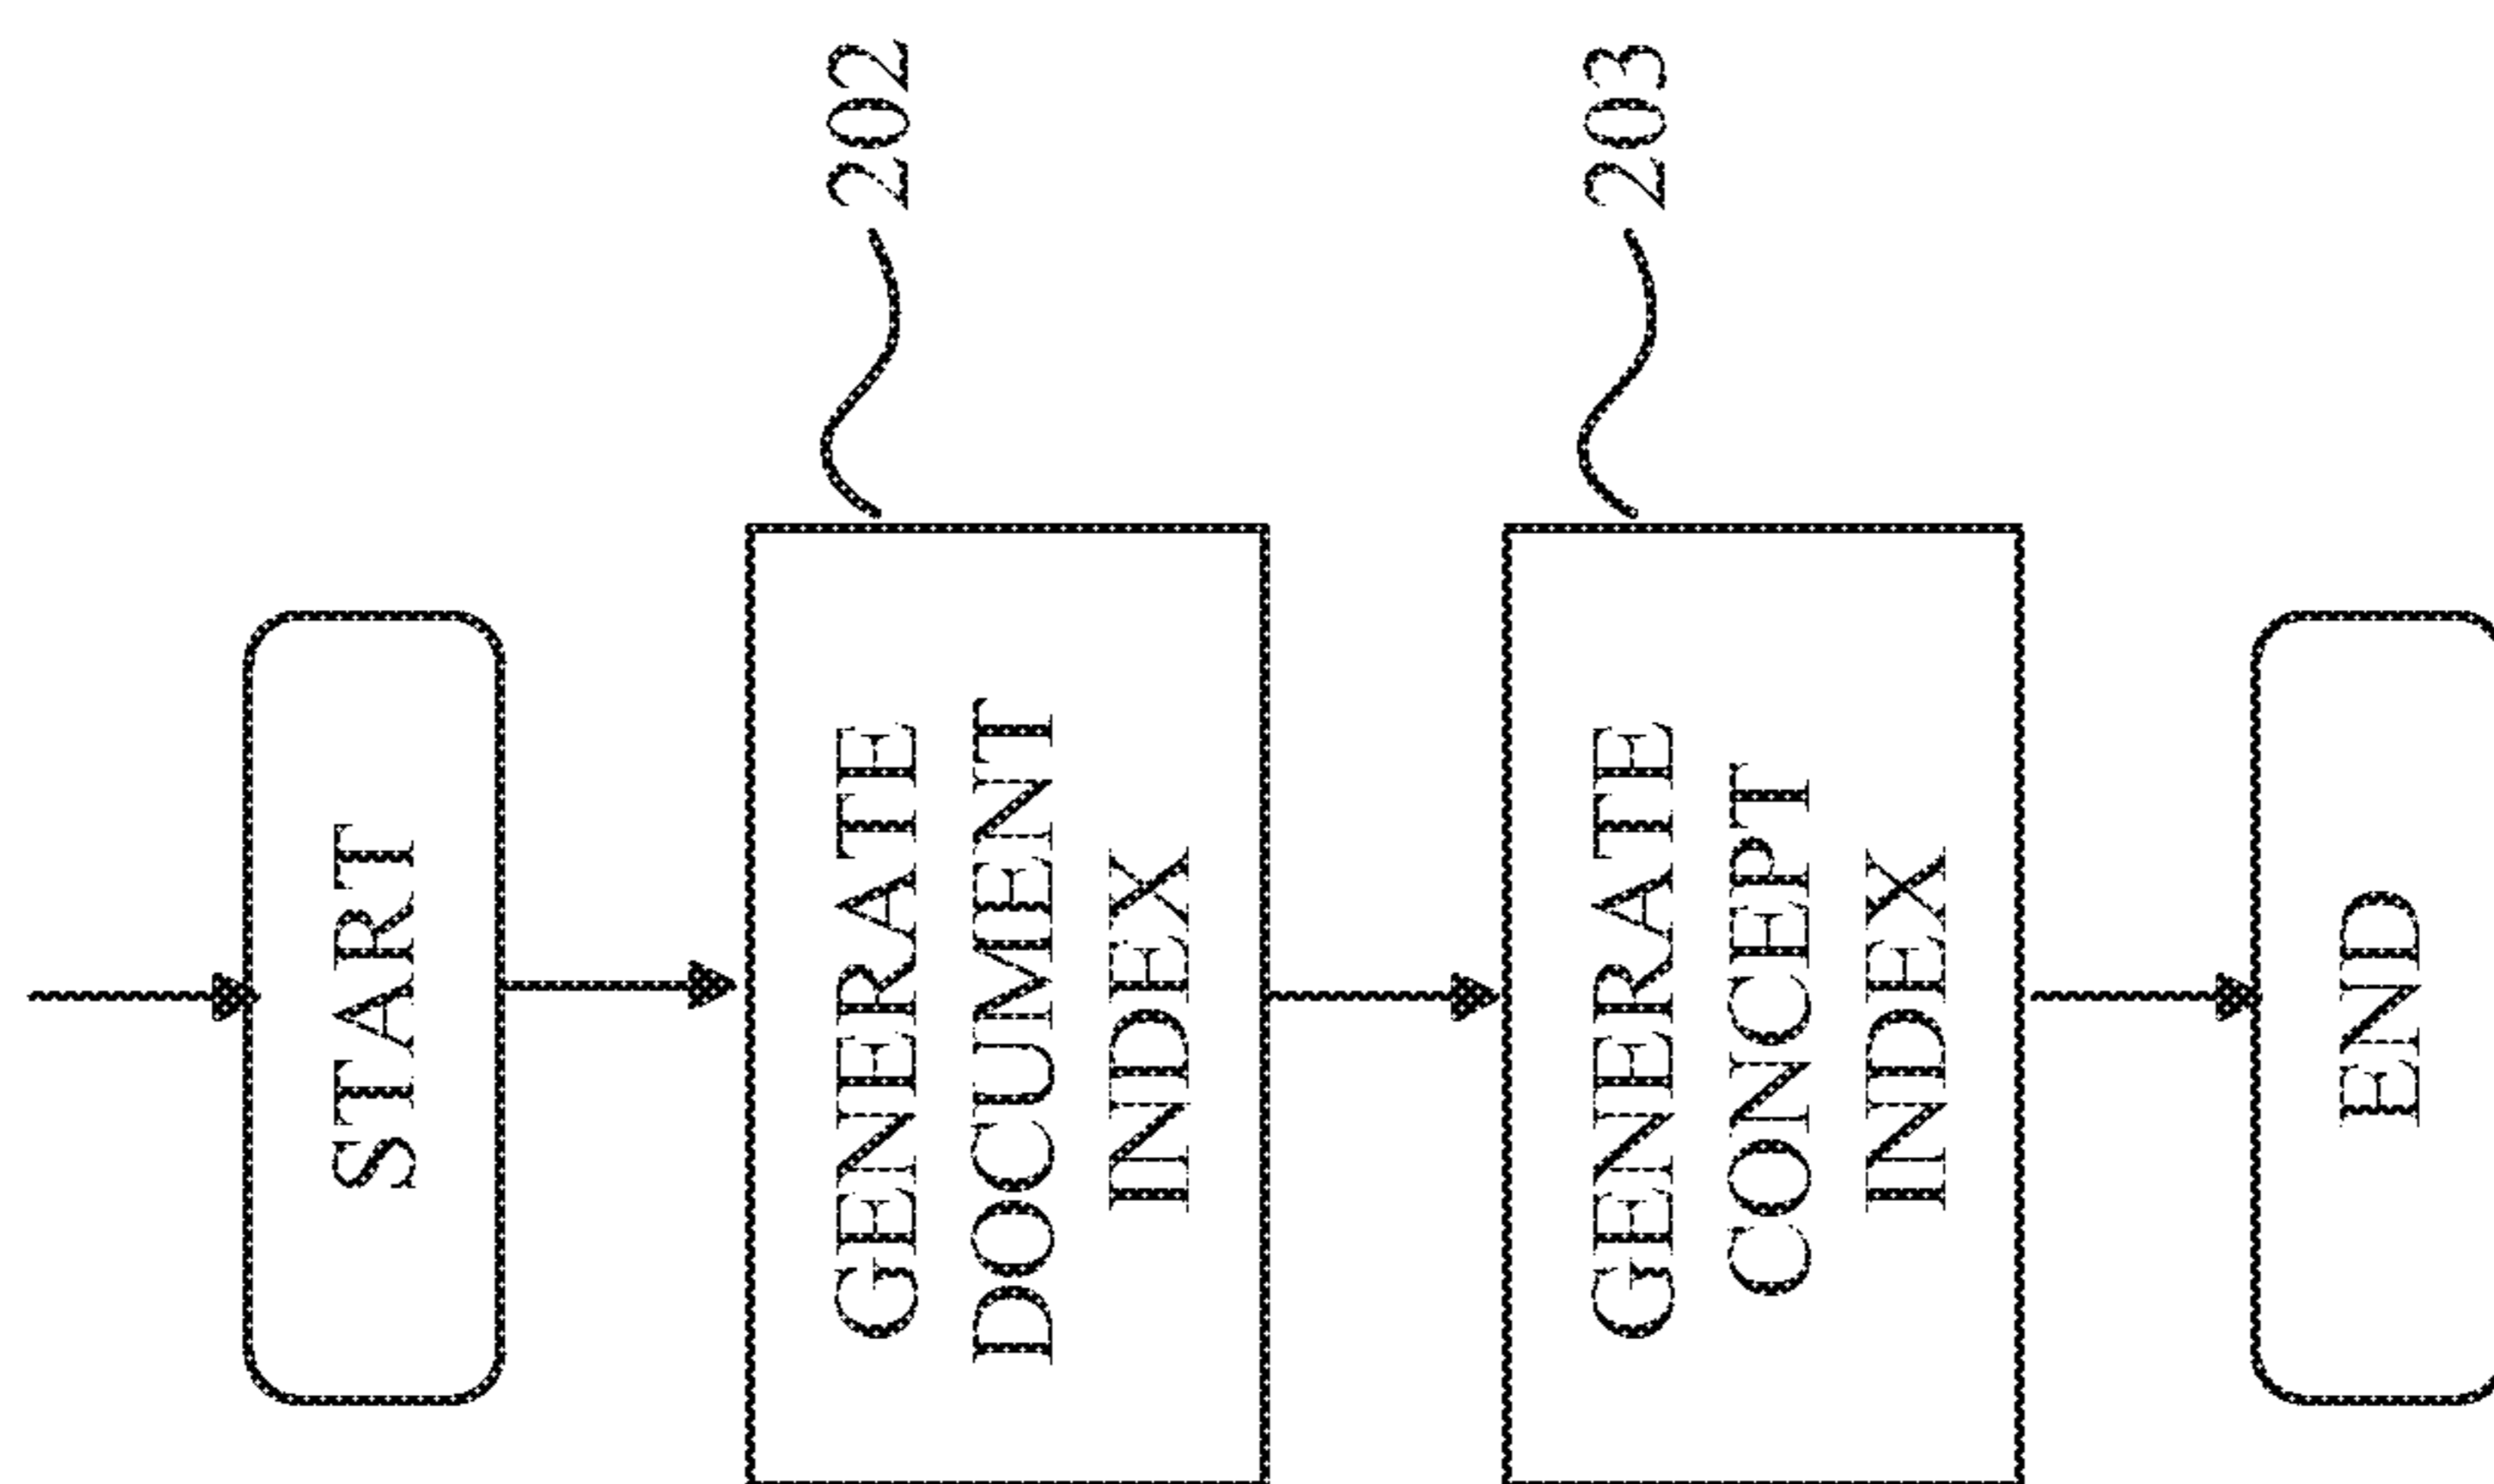 START
GENERATE
DOCUMENT
INDEX
202
GENERATE
CONCEPT
INDEX
203
END